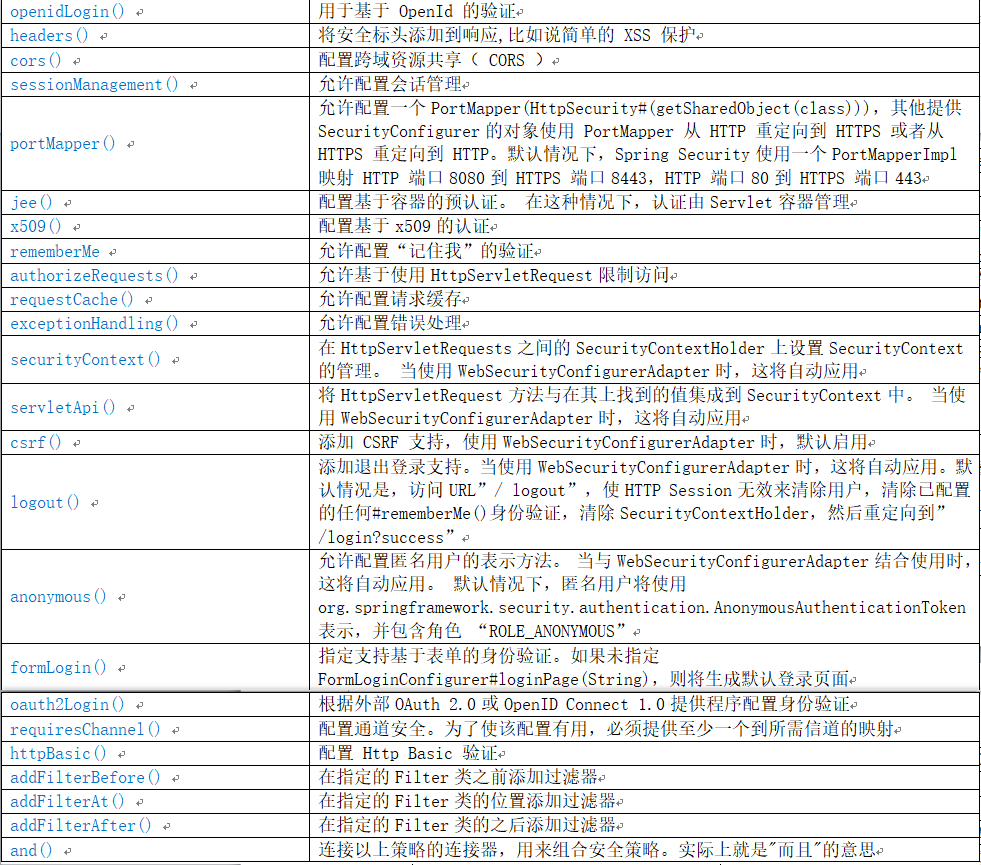 openidLogin() 用于基于 OpenId 的验证
headers() 将安全标头添加到响应,比如说简单的 XSS 保护
cors() 配置跨域资源共享（ CORS ）
sessionManagement() 允许配置会话管理
portMapper() 允许配置一个 PortMapper(HttpSecurity#(getSharedObject(class)))，其他提供
SecurityConfigurer 的对象使用 PortMapper 从 HTTP 重定向到 HTTPS 或者从
HTTPS 重定向到 HTTP。默认情况下，Spring Security 使用一个 PortMapperImpl
映射 HTTP 端口 8080 到 HTTPS 端口 8443，HTTP 端口 80 到 HTTPS 端口 443
jee() 配置基于容器的预认证。 在这种情况下，认证由 Servlet 容器管理
x509() 配置基于 x509 的认证
rememberMe 允许配置“记住我”的验证
authorizeRequests() 允许基于使用 HttpServletRequest 限制访问
requestCache() 允许配置请求缓存
exceptionHandling() 允许配置错误处理
securityContext() 在 HttpServletRequests 之间的 SecurityContextHolder 上设置 SecurityContext
的管理。 当使用 WebSecurityConfigurerAdapter 时，这将自动应用
servletApi() 将 HttpServletRequest 方法与在其上找到的值集成到 SecurityContext 中。 当使
用 WebSecurityConfigurerAdapter 时，这将自动应用
csrf() 添加 CSRF 支持，使用 WebSecurityConfigurerAdapter 时，默认启用
logout() 添加退出登录支持。当使用 WebSecurityConfigurerAdapter 时，这将自动应用。默
认情况是，访问 URL”/ logout”，使 HTTP Session 无效来清除用户，清除已配置
的任何#rememberMe()身份验证，清除 SecurityContextHolder，然后重定向到”
/login?success”
anonymous() 允许配置匿名用户的表示方法。 当与 WebSecurityConfigurerAdapter 结合使用时，
这将自动应用。 默认情况下，匿名用户将使用
org.springframework.security.authentication.AnonymousAuthenticationToken
表示，并包含角色 “ROLE_ANONYMOUS”
formLogin() 指定支持基于表单的身份验证。如果未指定
FormLoginConfigurer#loginPage(String)，则将生成默认登录页面
oauth2Login() 根据外部 OAuth 2.0 或 OpenID Connect 1.0 提供程序配置身份验证
requiresChannel() 配置通道安全。为了使该配置有用，必须提供至少一个到所需信道的映射
httpBasic() 配置 Http Basic 验证
addFilterBefore() 在指定的 Filter 类之前添加过滤器
addFilterAt() 在指定的 Filter 类的位置添加过滤器
addFilterAfter() 在指定的 Filter 类的之后添加过滤器
and() 连接以上策略的连接器，用来组合安全策略。实际上就是"而且"的意思